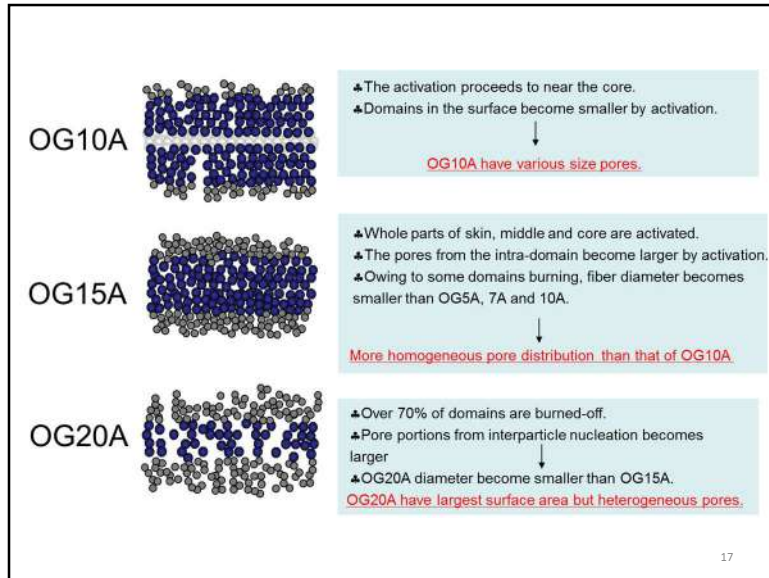 OG10A
♣The activation proceeds to near the core.
♣Domains in the surface become smaller by activation.
OG10A have various size pores.
OG15A
♣Whole parts of skin, middle and core are activated.
♣The pores from the intra-domain become larger by activation.
♣Owing to some domains burning, fiber diameter becomes
smaller than OG5A, 7A and 10A.
More homogeneous pore distribution than that of OG10A
OG20A
♣Over 70% of domains are burned-off.
♣Pore portions from interparticle nucleation becomes
larger
♣OG20A diameter become smaller than OG15A.
OG20A have largest surface area but heterogeneous pores.
17